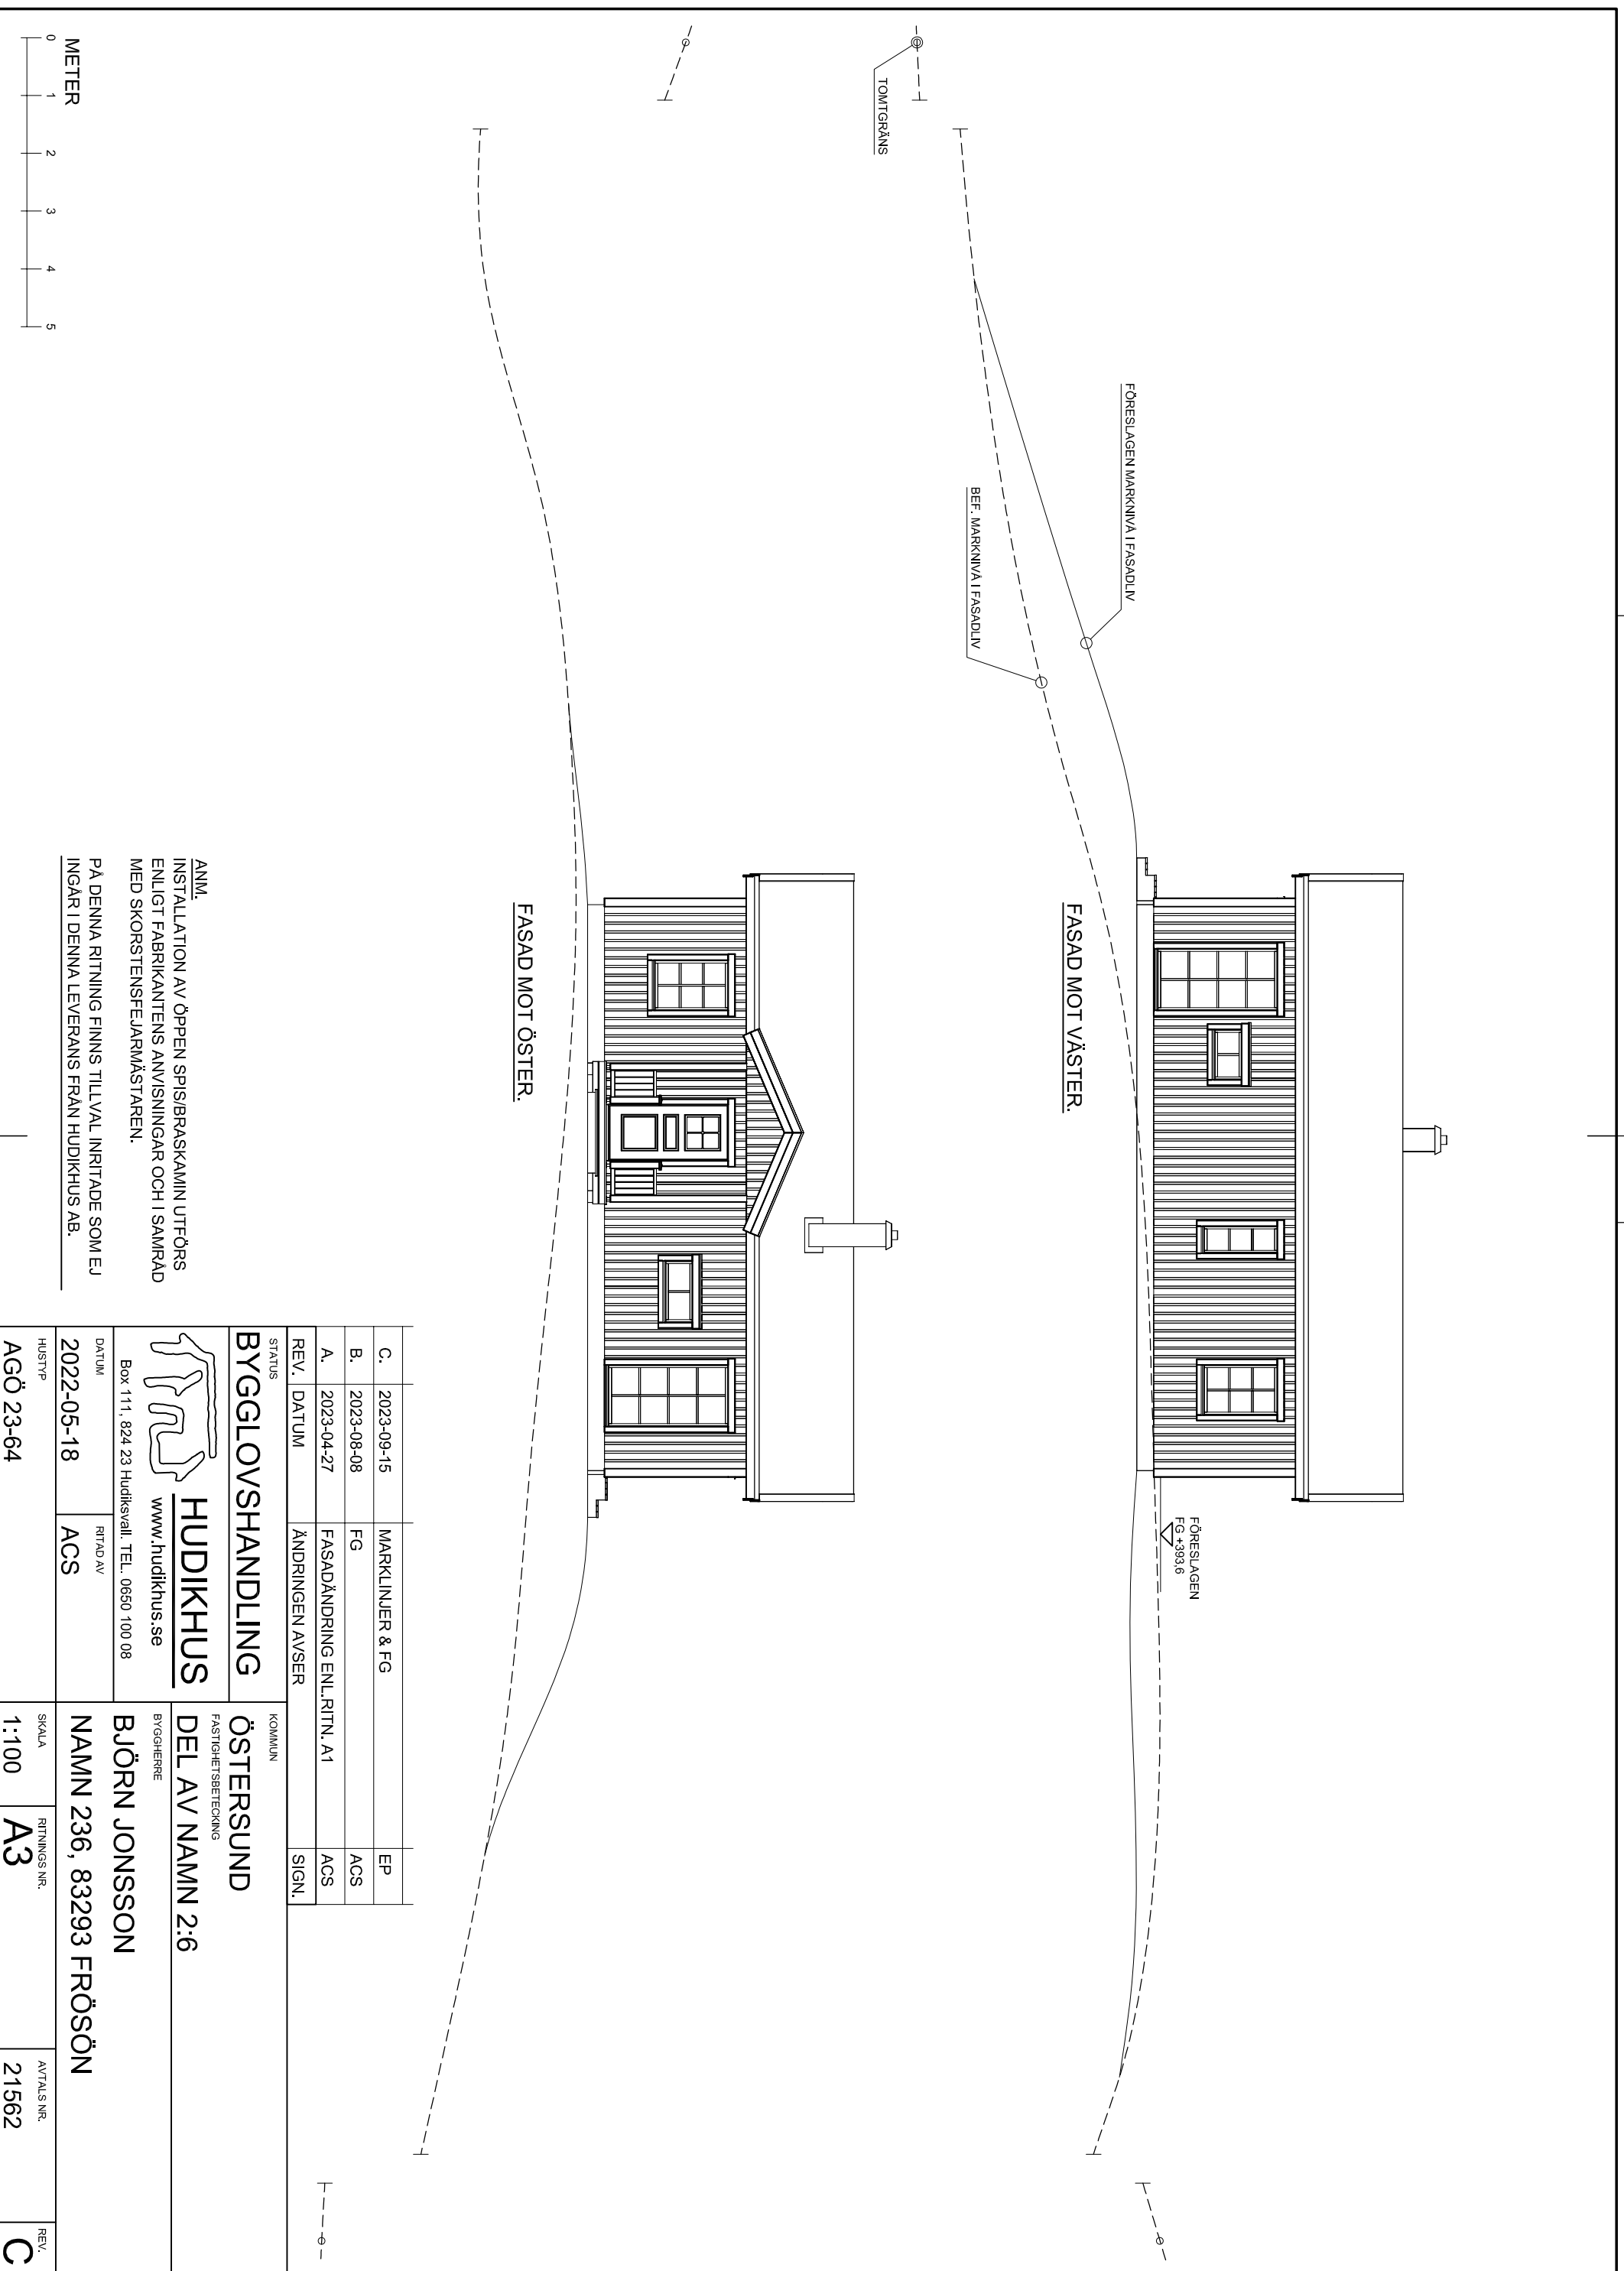 FÖRESLAGEN MARKNIVÅ I FASADLIV
BEF. MARKNIVÅ I FASADLIV
TOMTGRÄNS
FÖRESLAGEN
FG +393,6
FASAD MOT VÄSTER.
FASAD MOT ÖSTER.
METER
0 1 2 3 4 5
ANM.
INSTALLATION AV ÖPPEN SPIS/BRASKAMIN UTFÖRS
ENLIGT FABRIKANTENS ANVISNINGAR OCH I SAMRÅD
MED SKORSTENSFEJARMÄSTAREN.
PÅ DENNA RITNING FINNS TILLVAL INRITADE SOM EJ
INGÅR I DENNA LEVERANS FRÅN HUDIKHUS AB.
C. 2023-09-15 MARKLINJER & FG EP
B. 2023-08-08 FG ACS
A. 2023-04-27 FASADÄNDRING ENL.RITN. A1 ACS
REV. DATUM ÄNDRINGEN AVSER SIGN.
STATUS
BYGGLOVSHANDLING
HUDIKHUS
www.hudikhus.se
Box 111, 824 23 Hudiksvall. TEL. 0650 100 08
DATUM
2022-05-18
RITAD AV
ACS
HUSTYP
AGÖ 23-64
KOMMUN
ÖSTERSUND
FASTIGHETSBETECKING
DEL AV NAMN 2:6
BYGGHERRE
BJÖRN JONSSON
NAMN 236, 83293 FRÖSÖN
SKALA
1:100
RITNINGS NR.
A3
AVTALS NR.
21562
REV.
C